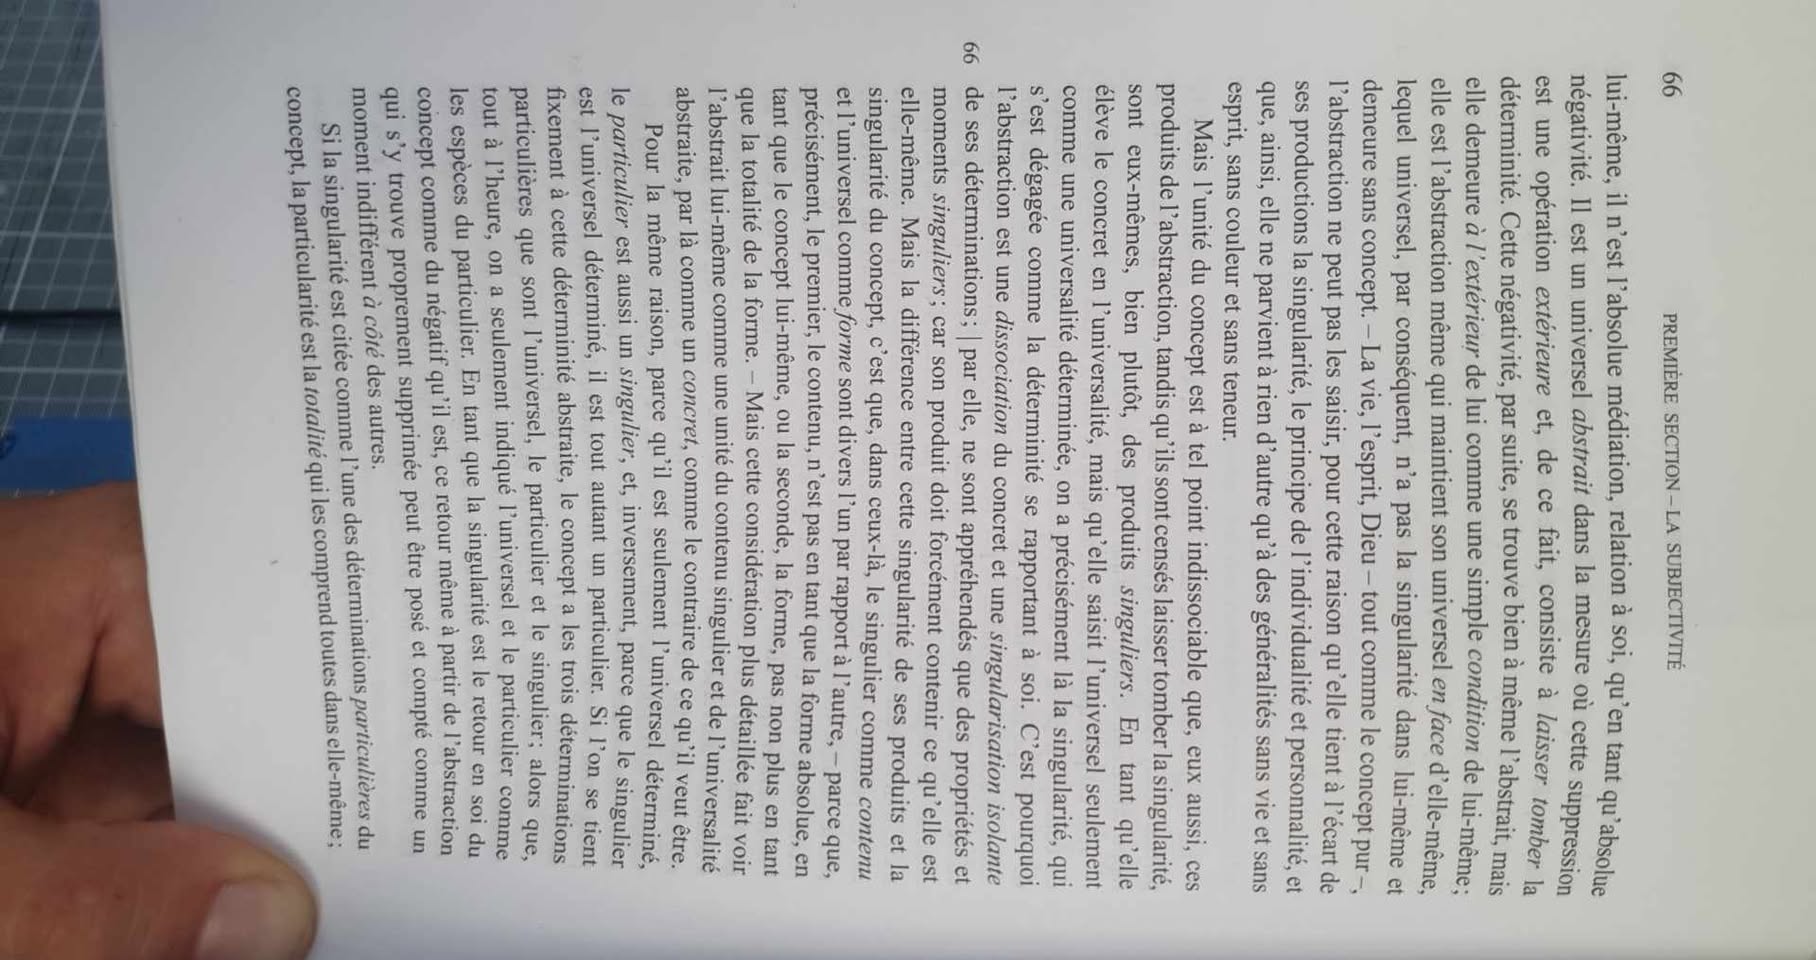 66 PREMIÈRE SECTION – LA SUBJECTIVITÉ
lui-même, il n'est l'absolue médiation, relation à soi, qu'en tant qu'absolue
négativité. Il est un universel abstrait dans la mesure où cette suppression
est une opération extérieure et, de ce fait, consiste à laisser tomber la
déterminité. Cette négativité, par suite, se trouve bien à même l'abstrait, mais
elle demeure à l'extérieur de lui comme une simple condition de lui-même ;
elle est l'abstraction même qui maintient son universel en face d'elle-même,
lequel universel, par conséquent, n'a pas la singularité dans lui-même et
demeure sans concept. – La vie, l'esprit, Dieu – tout comme le concept pur –,
l'abstraction ne peut pas les saisir, pour cette raison qu'elle tient à l'écart de
ses productions la singularité, le principe de l'individualité et personnalité, et
que, ainsi, elle ne parvient à rien d'autre qu'à des généralités sans vie et sans
esprit, sans couleur et sans teneur.
Mais l'unité du concept est à tel point indissociable que, eux aussi, ces
produits de l'abstraction, tandis qu'ils sont censés laisser tomber la singularité,
sont eux-mêmes, bien plutôt, des produits singuliers. En tant qu'elle
élève le concret en l'universalité, mais qu'elle saisit l'universel seulement
comme une universalité déterminée, on a précisément là la singularité, qui
s'est dégagée comme la déterminité se rapportant à soi. C'est pourquoi
l'abstraction est une dissociation du concret et une singularisation isolante
66 de ses déterminations ; | par elle, ne sont appréhendés que des propriétés et
moments singuliers ; car son produit doit forcément contenir ce qu'elle est
elle-même. Mais la différence entre cette singularité de ses produits et la
singularité du concept, c'est que, dans ceux-là, le singulier comme contenu
et l'universel comme forme sont divers l'un par rapport à l'autre, – parce que,
précisément, le premier, le contenu, n'est pas en tant que la forme absolue, en
tant que le concept lui-même, ou la seconde, la forme, pas non plus en tant
que la totalité de la forme. – Mais cette considération plus détaillée fait voir
l'abstrait lui-même comme une unité du contenu singulier et de l'universalité
abstraite, par là comme un concret, comme le contraire de ce qu'il veut être.
Pour la même raison, parce qu'il est seulement l'universel déterminé,
le particulier est aussi un singulier, et, inversement, parce que le singulier
est l'universel déterminé, il est tout autant un particulier. Si l'on se tient
fixement à cette déterminité abstraite, le concept a les trois déterminations
particulières que sont l'universel, le particulier et le singulier ; alors que,
tout à l'heure, on a seulement indiqué l'universel et le particulier comme
les espèces du particulier. En tant que la singularité est le retour en soi du
concept comme du négatif qu'il est, ce retour même à partir de l'abstraction
qui s'y trouve proprement supprimée peut être posé et compté comme un
moment indifférent à côté des autres.
Si la singularité est citée comme l'une des déterminations particulières du
concept, la particularité est la totalité qui les comprend toutes dans elle-même ;